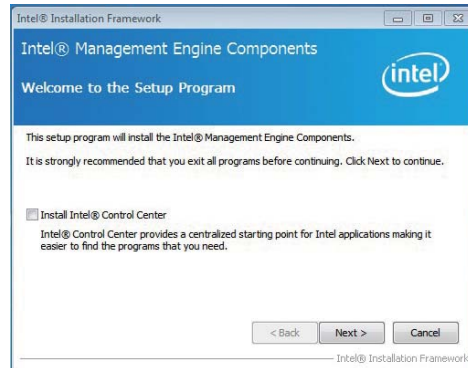 Intel® Installation Framework
Intel® Management Engine Components
Welcome to the Setup Program
intel
This setup program will install the Intel® Management Engine Components.
It is strongly recommended that you exit all programs before continuing. Click Next to continue.
Install Intel® Control Center
Intel® Control Center provides a centralized starting point for Intel applications making it
easier to find the programs that you need.
< Back Next > Cancel
Intel® Installation Framework